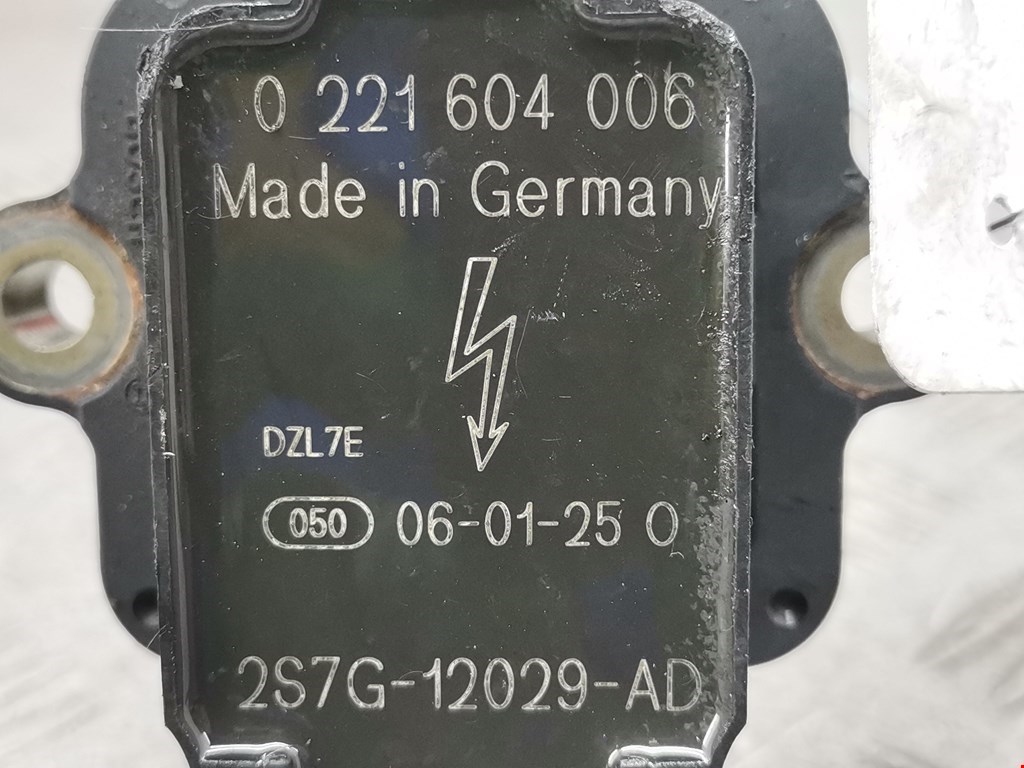 0 221 604 006
Made in Germany
DZL7E
050 06-01-25 0
2S7G-12029-AD